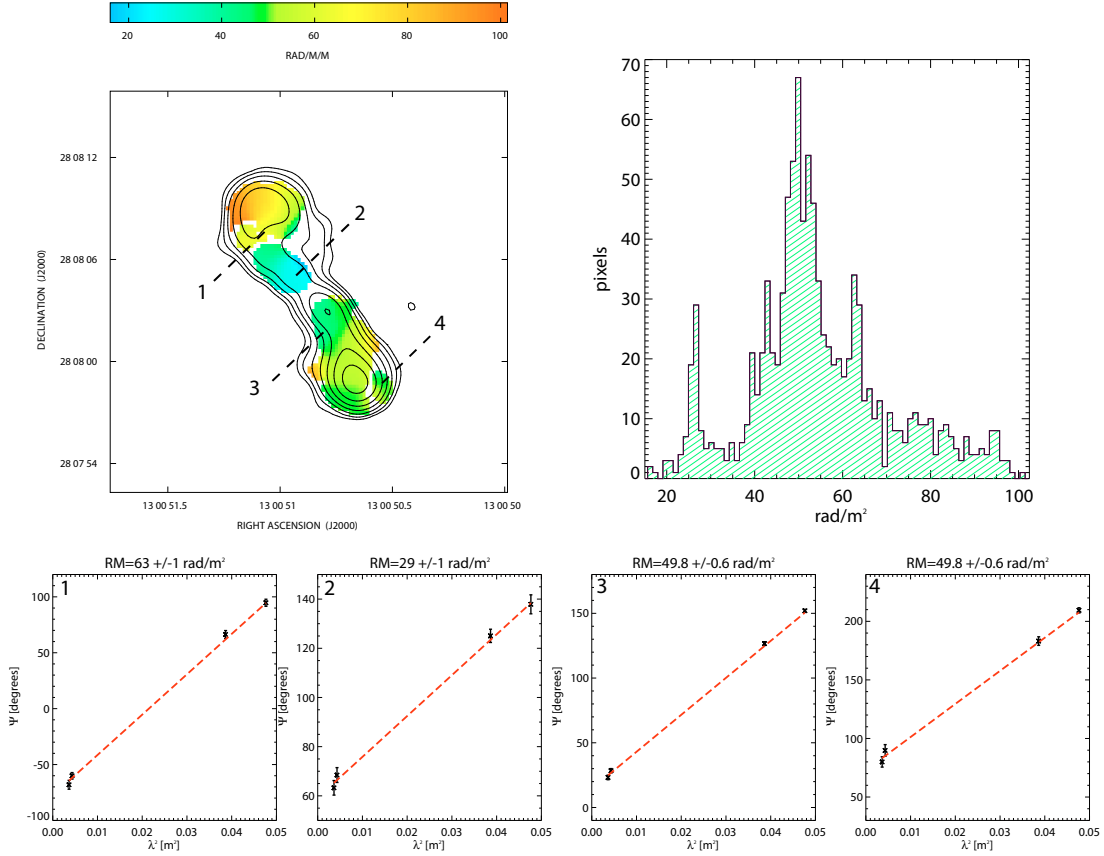 20 40 60 80 100
RAD/M/M
DECLINATION (J2000)
28 08 12
28 08 06
28 08 00
28 07 54
1
2
3
4
13 00 51.5 13 00 51 13 00 50.5 13 00 50
RIGHT ASCENSION (J2000)
pixels
70
60
50
40
30
20
10
0
20 40 60 80 100
rad/m²
RM=63 +/-1 rad/m²
1
Ψ [degrees]
100
50
0
-50
-100
0.00 0.01 0.02 0.03 0.04 0.05
λ² [m²]
RM=29 +/-1 rad/m²
2
Ψ [degrees]
140
120
100
80
60
0.00 0.01 0.02 0.03 0.04 0.05
λ² [m²]
RM=49.8 +/-0.6 rad/m²
3
Ψ [degrees]
150
100
50
0
0.00 0.01 0.02 0.03 0.04 0.05
λ² [m²]
RM=49.8 +/-0.6 rad/m²
4
Ψ [degrees]
200
150
100
50
0.00 0.01 0.02 0.03 0.04 0.05
λ² [m²]